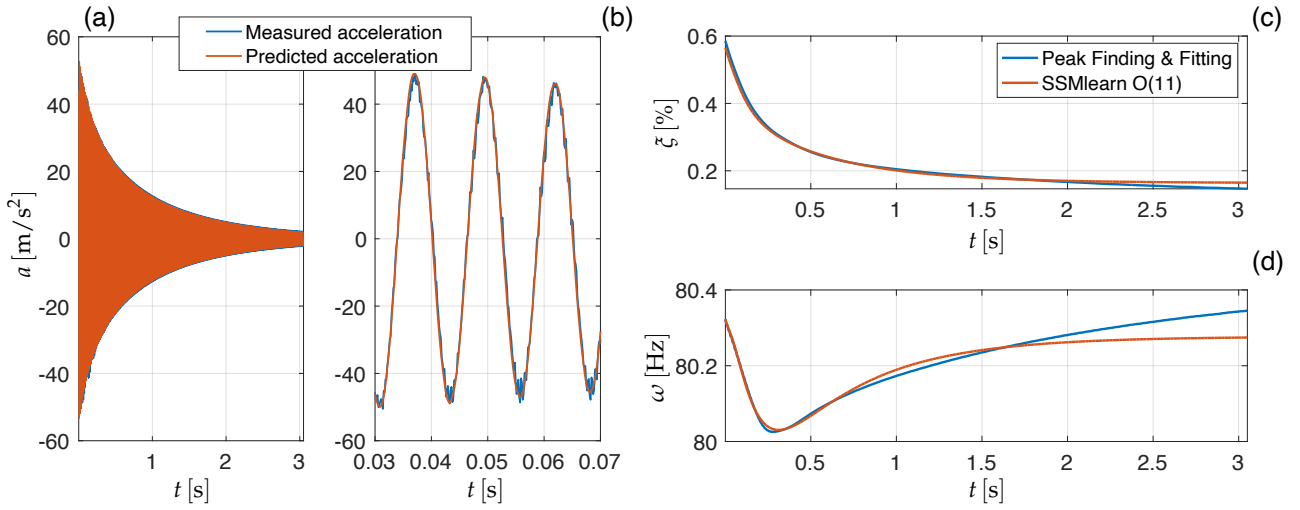 (a)
Measured acceleration
Predicted acceleration
60
40
20
0
-20
-40
-60
a [m/s²]
1 2 3
t [s]
(b)
60
40
20
0
-20
-40
-60
0.03 0.04 0.05 0.06 0.07
t [s]
(c)
Peak Finding & Fitting
SSMlearn O(11)
0.6
0.4
0.2
ξ [%]
0.5 1 1.5 2 2.5 3
t [s]
(d)
80.4
80.2
80
ω [Hz]
0.5 1 1.5 2 2.5 3
t [s]